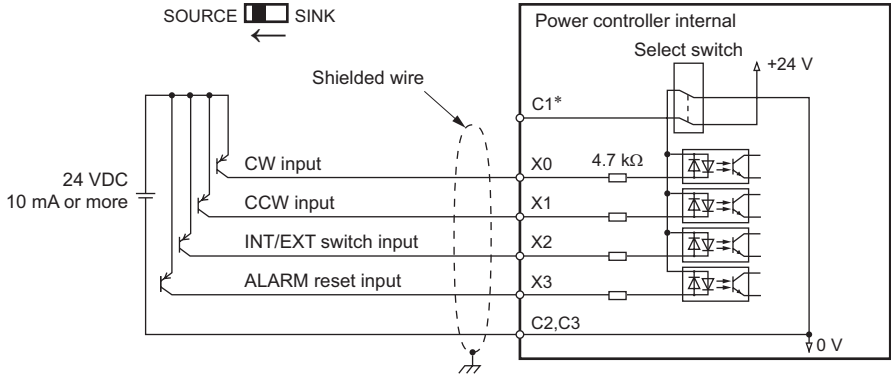 SOURCE SINK
Power controller internal
Select switch
+24 V
Shielded wire
C1*
CW input
X0
4.7 kΩ
24 VDC
10 mA or more
CCW input
X1
INT/EXT switch input
X2
ALARM reset input
X3
C2,C3
0 V